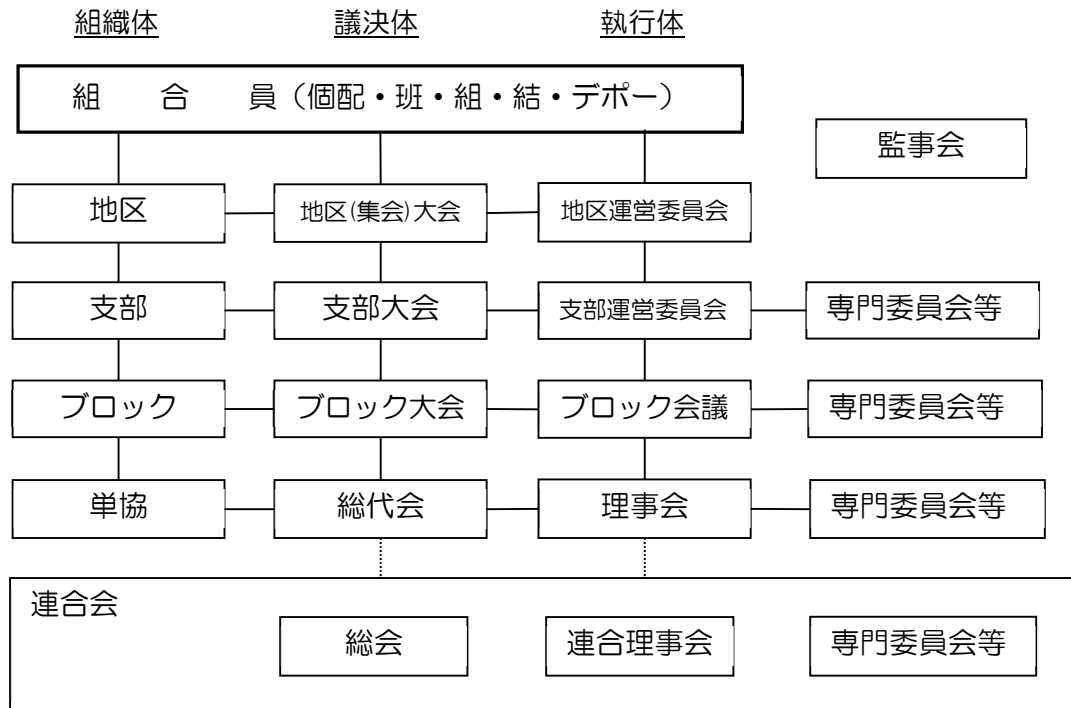 組織体 議決体 執行体
組 合 員（個配・班・組・結・デポー）
監事会
地区 地区(集会)大会 地区運営委員会
支部 支部大会 支部運営委員会 専門委員会等
ブロック ブロック大会 ブロック会議 専門委員会等
単協 総代会 理事会 専門委員会等
連合会
総会 連合理事会 専門委員会等